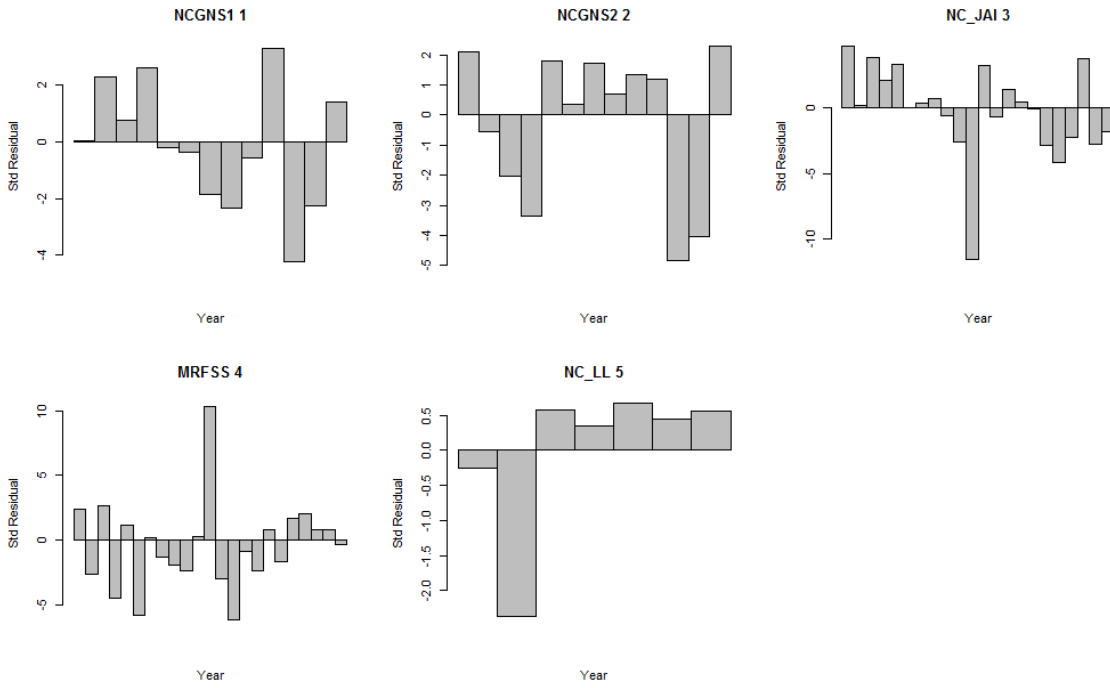 NCGNS1 1
Std Residual
2
0
-2
-4
Year
NCGNS2 2
Std Residual
2
1
0
-1
-2
-3
-4
-5
Year
NC_JAI 3
Std Residual
0
-5
-10
Year
MRFSS 4
Std Residual
10
5
0
-5
Year
NC_LL 5
Std Residual
0.5
0.0
-0.5
-1.0
-1.5
-2.0
Year